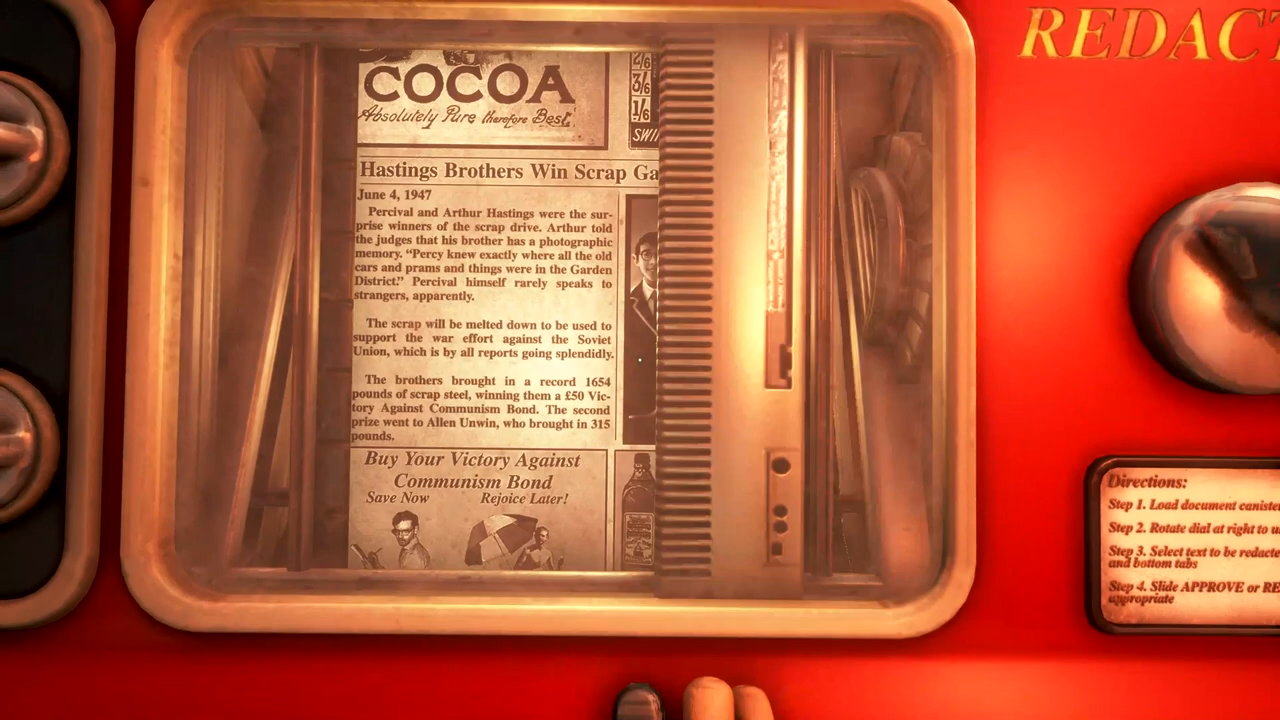 REDACT
COCOA
Absolutely Pure therefore Best
2/6
3/6
1/6
SWIN
Hastings Brothers Win Scrap Ga
June 4, 1947
Percival and Arthur Hastings were the sur-
prise winners of the scrap drive. Arthur told
the judges that his brother has a photographic
memory. “Percy knew exactly where all the old
cars and prams and things were in the Garden
District.” Percival himself rarely speaks to
strangers, apparently.
The scrap will be melted down to be used to
support the war effort against the Soviet
Union, which is by all reports going splendidly.
The brothers brought in a record 1654
pounds of scrap steel, winning them a £50 Vic-
tory Against Communism Bond. The second
prize went to Allen Unwin, who brought in 315
pounds.
Buy Your Victory Against
Communism Bond
Save Now Rejoice Later!
Directions:
Step 1. Load document caniste
Step 2. Rotate dial at right to u
Step 3. Select text to be redacte
and bottom tabs
Step 4. Slide APPROVE or RE
appropriate